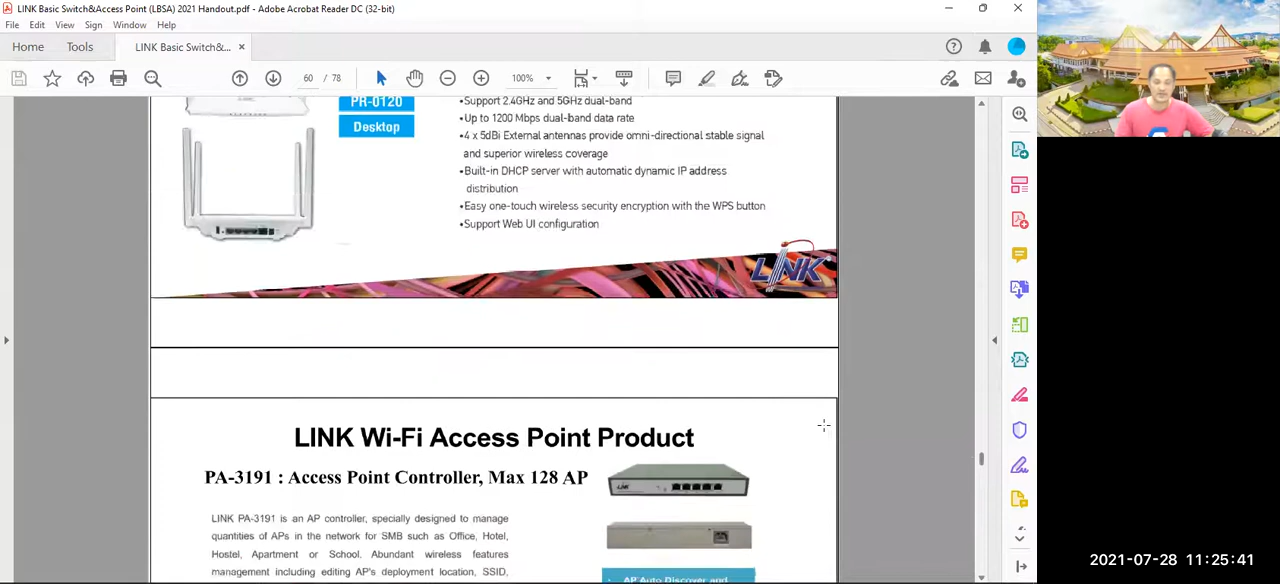 LINK Basic Switch&Access Point (LBSA) 2021 Handout.pdf - Adobe Acrobat Reader DC (32-bit)
File Edit View Sign Window Help
Home Tools LINK Basic Switch&... ×
60 / 78 100%
PR-0120
Desktop
•Support 2.4GHz and 5GHz dual-band
•Up to 1200 Mbps dual-band data rate
•4 x 5dBi External antennas provide omni-directional stable signal
and superior wireless coverage
•Built-in DHCP server with automatic dynamic IP address
distribution
•Easy one-touch wireless security encryption with the WPS button
•Support Web UI configuration
LINK
LINK Wi-Fi Access Point Product
PA-3191 : Access Point Controller, Max 128 AP
LINK
LINK PA-3191 is an AP controller, specially designed to manage
quantities of APs in the network for SMB such as Office, Hotel,
Hostel, Apartment or School. Abundant wireless features
management including editing AP's deployment location, SSID,
AP Auto Discover and
2021-07-28 11:25:41